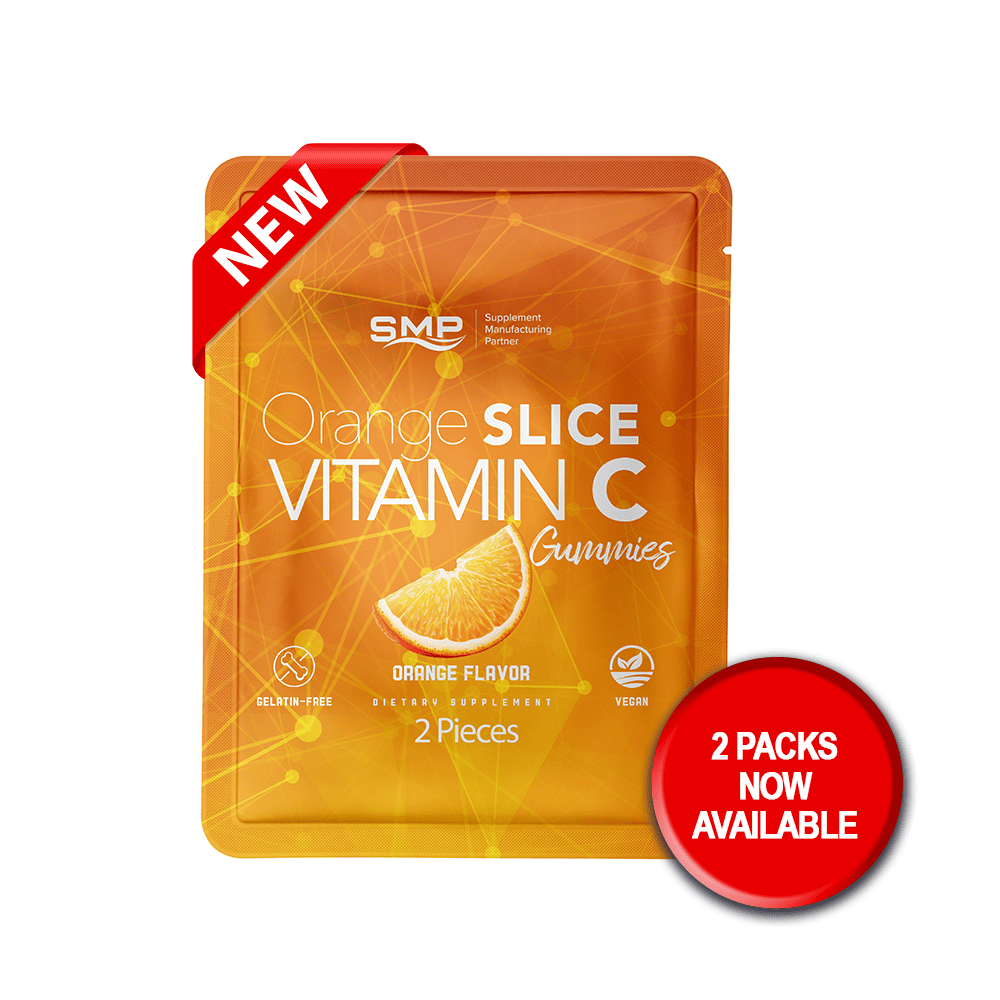 NEW
SMP
Supplement
Manufacturing
Partner
Orange SLICE
VITAMIN C
Gummies
ORANGE FLAVOR
GELATIN-FREE
DIETARY SUPPLEMENT
VEGAN
2 Pieces
2 PACKS
NOW
AVAILABLE